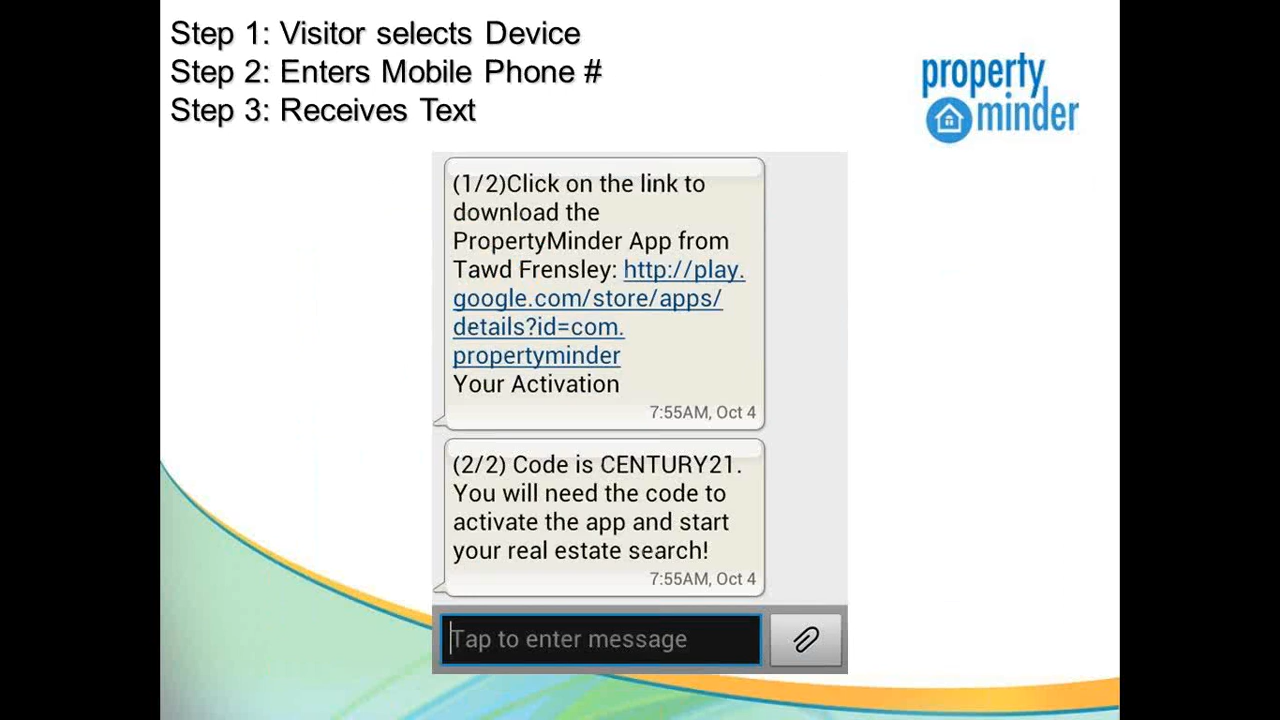 Step 1: Visitor selects Device
Step 2: Enters Mobile Phone #
Step 3: Receives Text
property
minder
(1/2)Click on the link to
download the
PropertyMinder App from
Tawd Frensley: http://play.
google.com/store/apps/
details?id=com.
propertyminder
Your Activation
7:55AM, Oct 4
(2/2) Code is CENTURY21.
You will need the code to
activate the app and start
your real estate search!
7:55AM, Oct 4
Tap to enter message